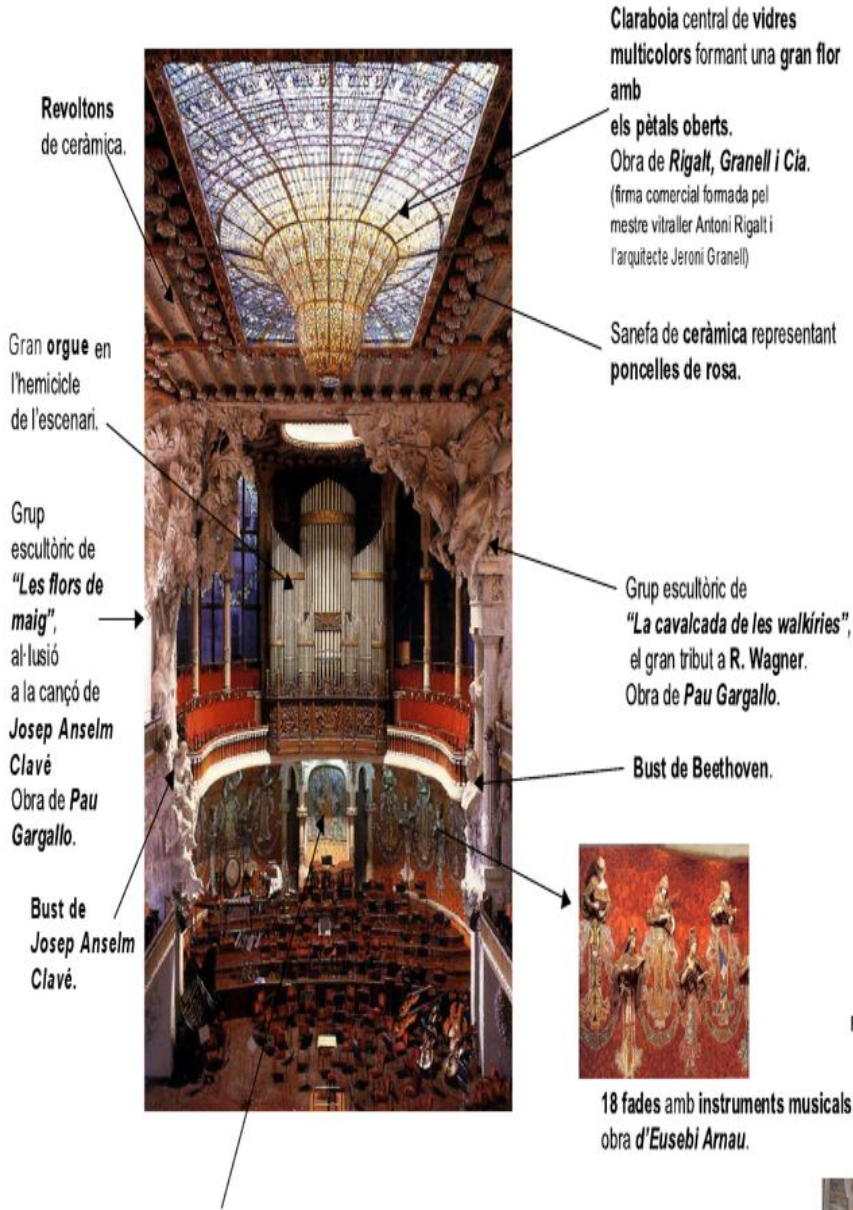 Claraboia central de vidres
multicolors formant una gran flor
amb
els pètals oberts.
Obra de Rigalt, Granell i Cía.
(firma comercial formada pel
mestre vitraller Antoni Rigalt i
l'arquitecte Jeroni Granell)
Revoltons
de ceràmica.
Sanefa de ceràmica representant
poncelles de rosa.
Gran orgue en
l'hemicicle
de l'escenari.
Grup
escultòric de
“Les flors de
maig”,
al·lusió
a la cançó de
Josep Anselm
Clavé
Obra de Pau
Gargallo.
Grup escultòric de
“La cavalcada de les walkíries”,
el gran tribut a R. Wagner.
Obra de Pau Gargallo.
Bust de Beethoven.
Bust de
Josep Anselm
Clavé.
18 fades amb instruments musicals
obra d'Eusebi Arnau.